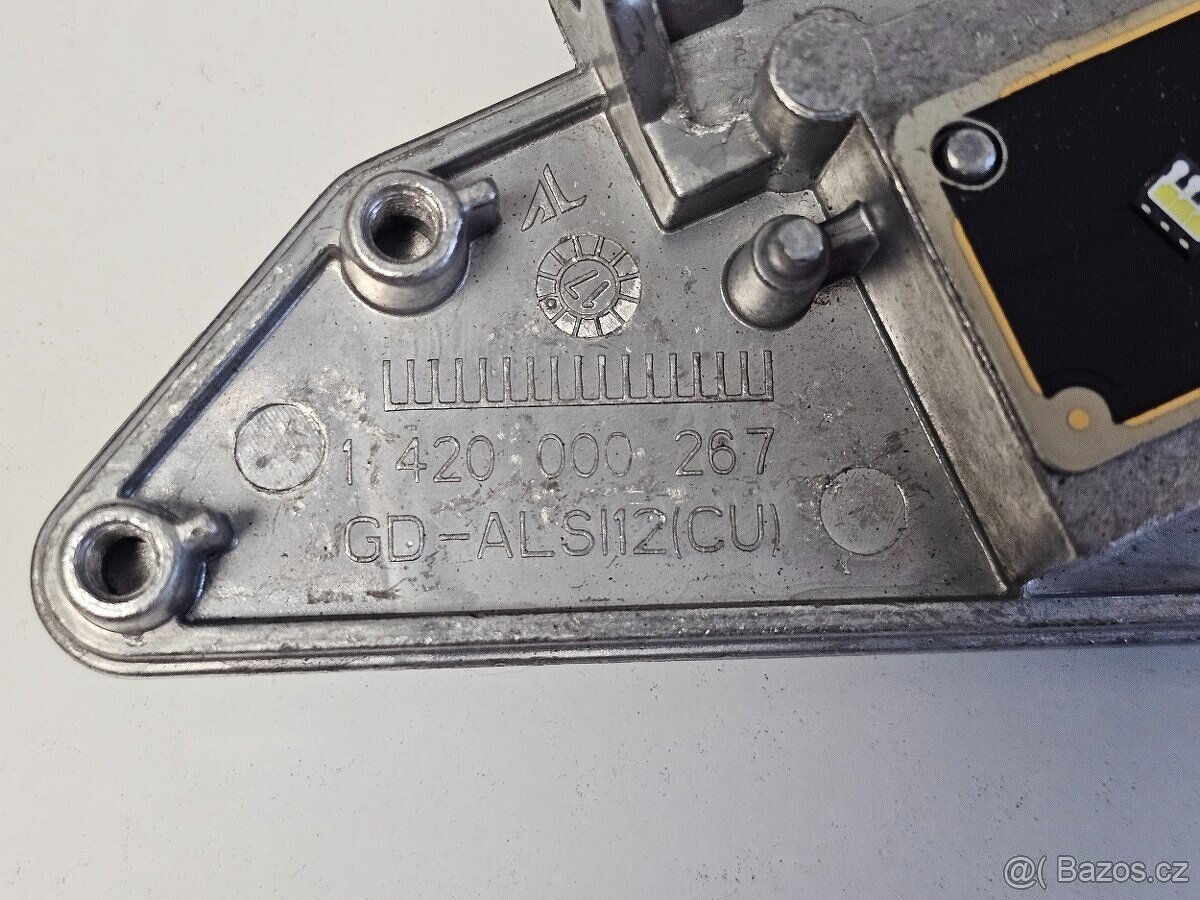 1 420 000 267
GD-ALSI12(CU)
@( Bazos.cz